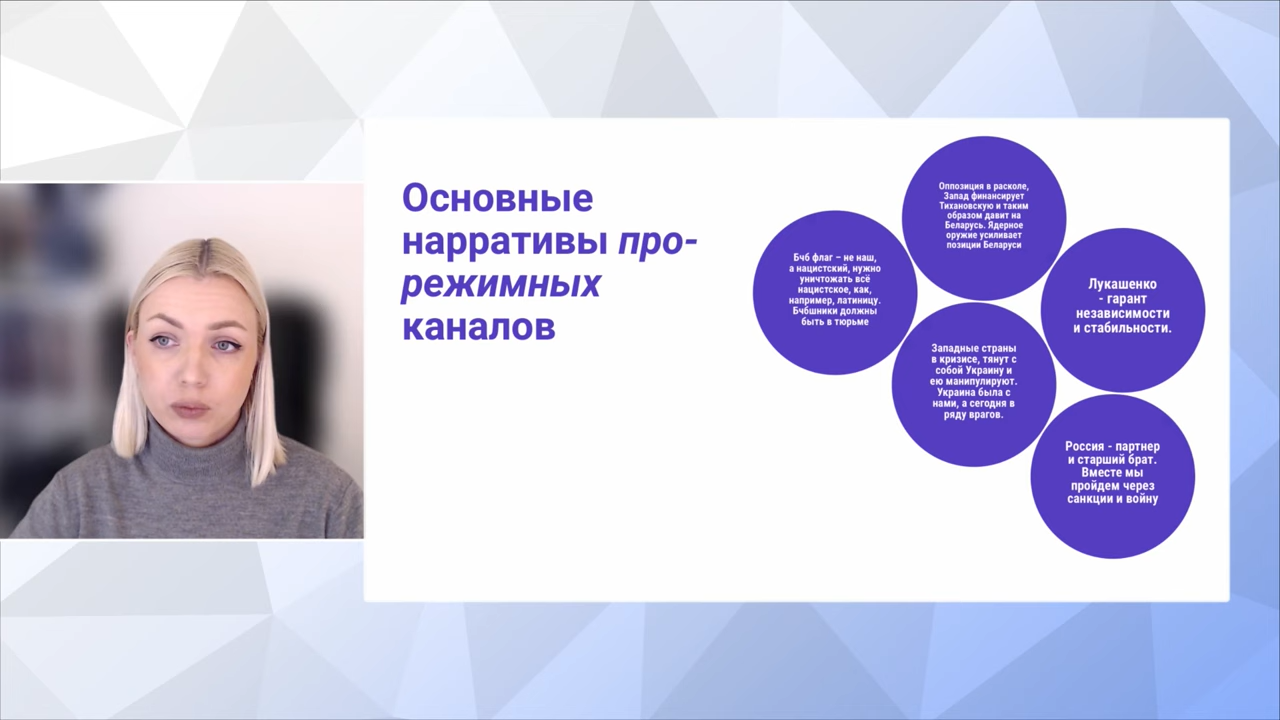 Основные
нарративы про-
режимных
каналов
Бчб флаг – не наш,
а нацистский, нужно
уничтожать всё
нацистское, как,
например, латиницу.
Бчбшники должны
быть в тюрьме
Оппозиция в расколе,
Запад финансирует
Тихановскую и таким
образом давит на
Беларусь. Ядерное
оружие усиливает
позиции Беларуси
Лукашенко
- гарант
независимости
и стабильности.
Западные страны
в кризисе, тянут с
собой Украину и
ею манипулируют.
Украина была с
нами, а сегодня в
ряду врагов.
Россия - партнер
и старший брат.
Вместе мы
пройдем через
санкции и войну